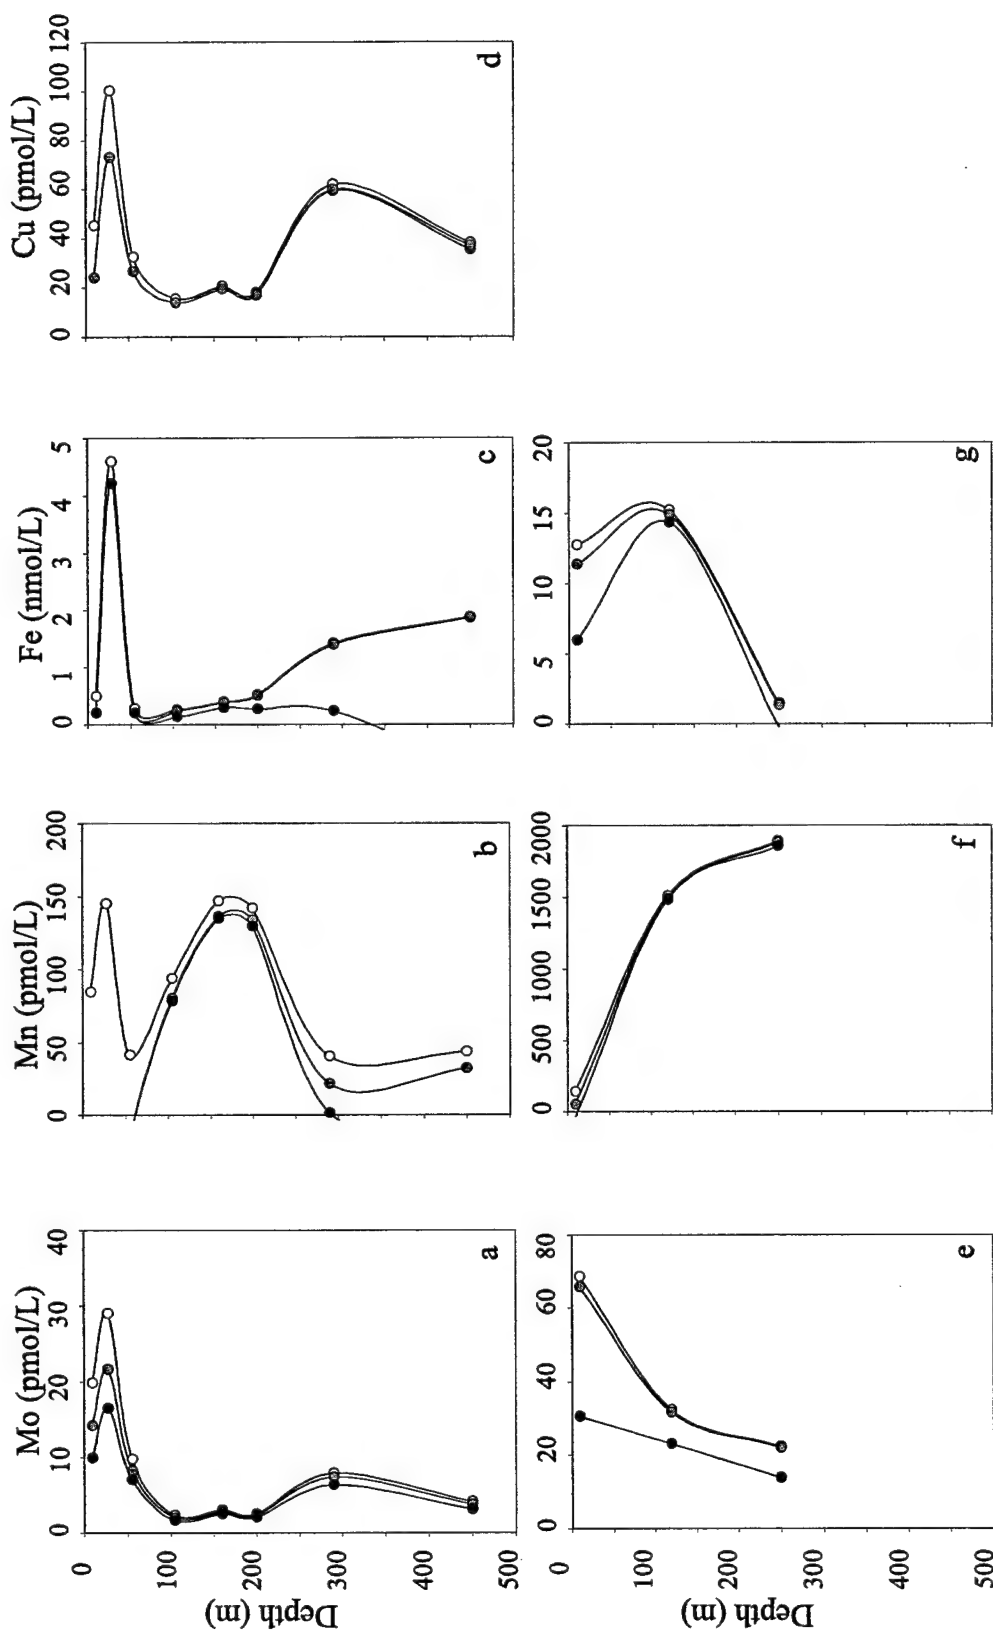 Mo (pmol/L)
0 10 20 30 40
Depth (m)
0
100
200
300
400
500
a
Mn (pmol/L)
0 50 100 150 200
b
Fe (nmol/L)
0 1 2 3 4 5
c
Cu (pmol/L)
0 20 40 60 80 100 120
d
0 20 40 60 80
Depth (m)
0
100
200
300
400
500
e
0 500 1000 1500 2000
f
0 5 10 15 20
g